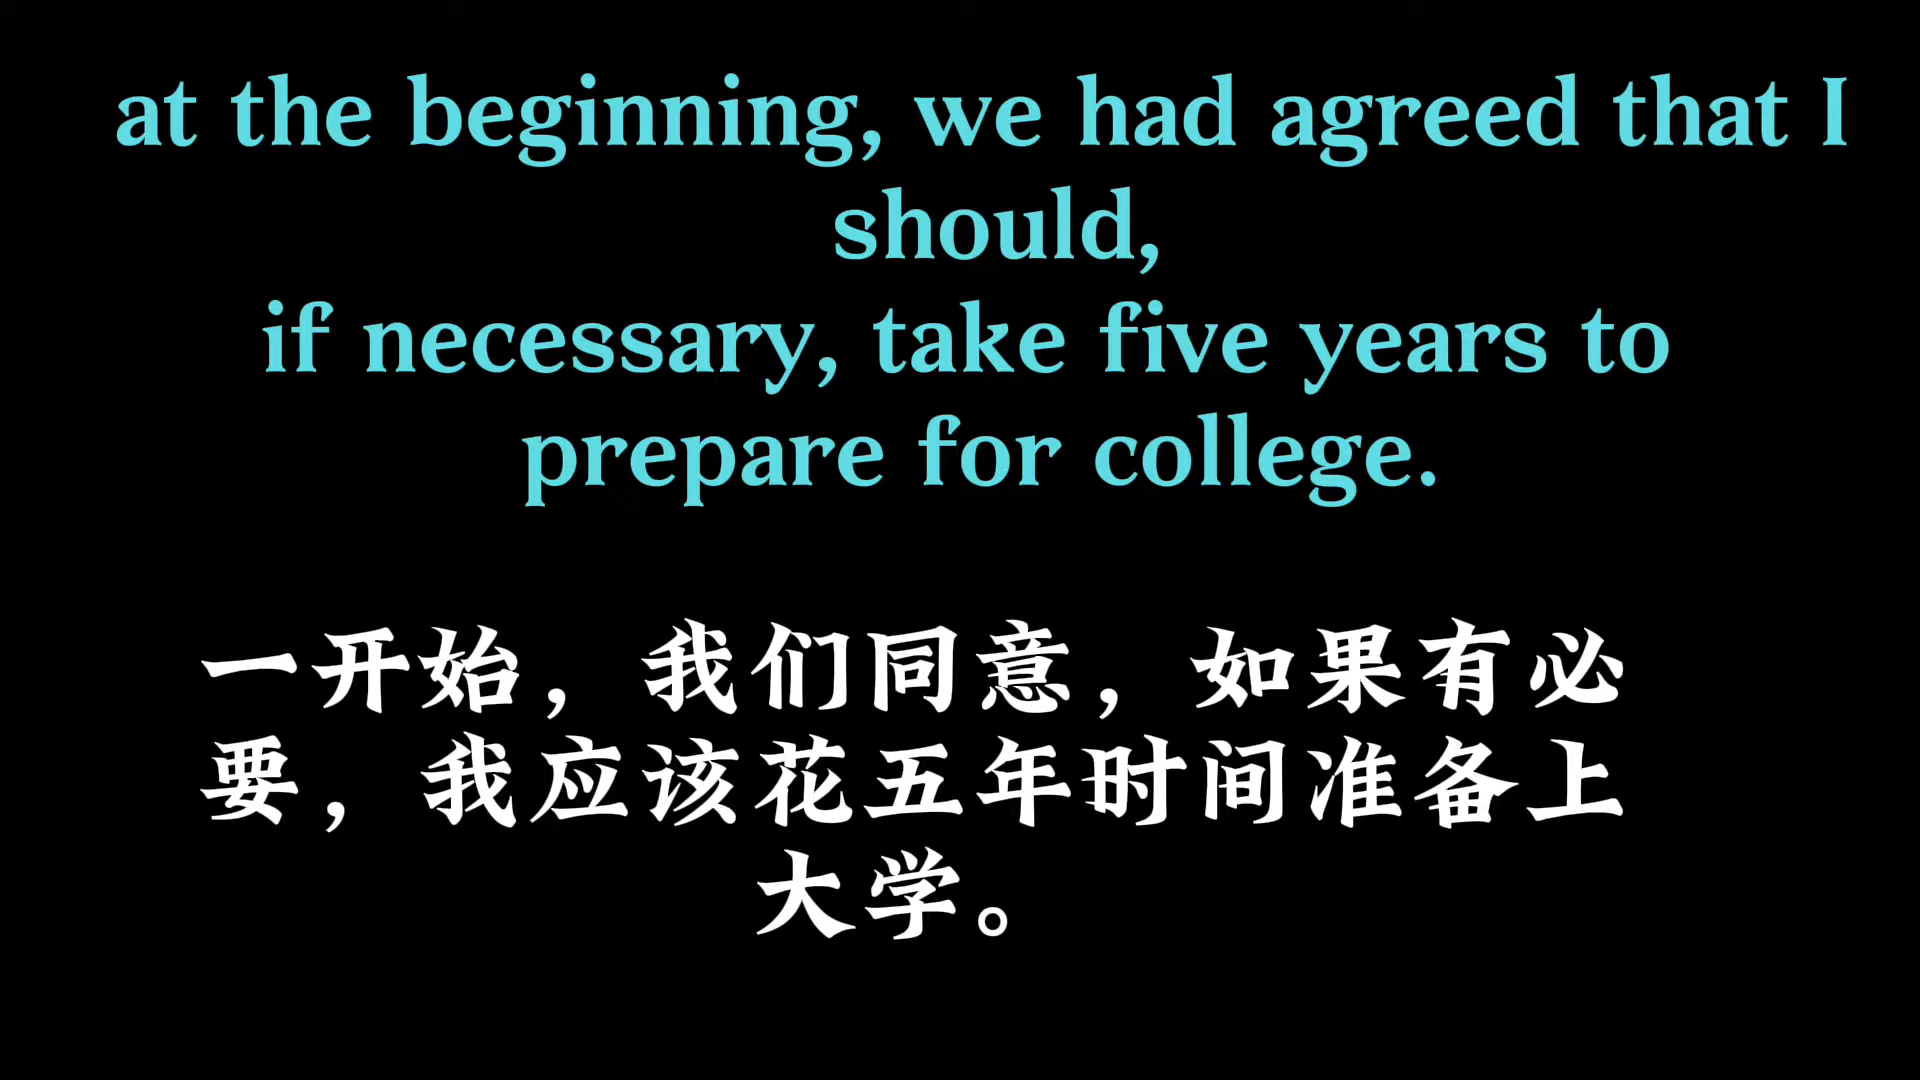 at the beginning, we had agreed that I
should,
if necessary, take five years to
prepare for college.
一开始，我们同意，如果有必
要，我应该花五年时间准备上
大学。